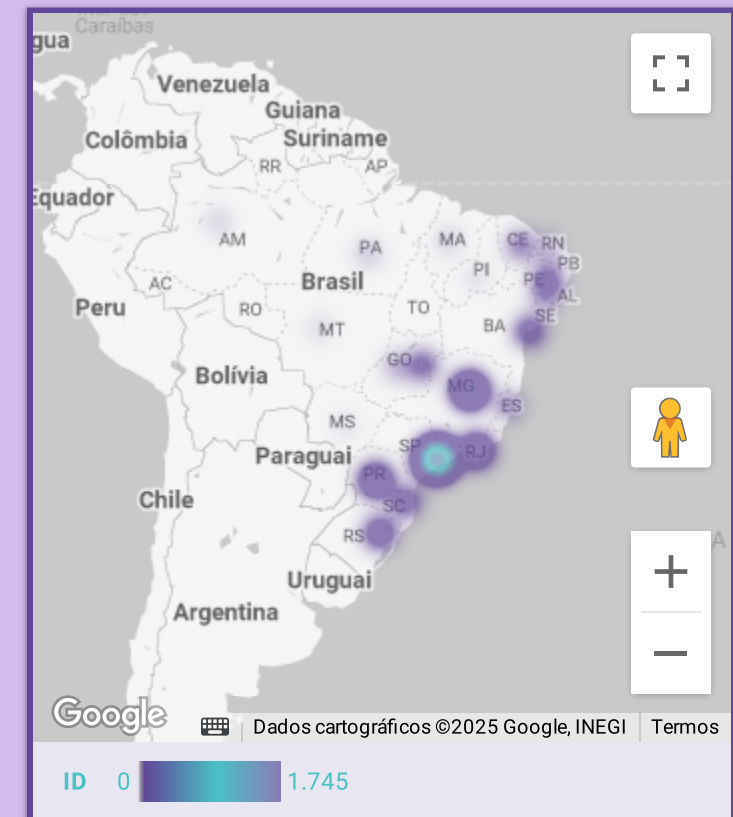 Caraíbas
gua
Venezuela
Guiana
Colômbia
Suriname
RR
AP
Equador
AM
PA
MA
CE
RN
PB
PI
PE
AL
Brasil
AC
RO
TO
SE
Peru
MT
BA
GO
Bolívia
MG
ES
MS
SP
RJ
Paraguai
PR
Chile
SC
RS
A
Uruguai
Argentina
Google
Dados cartográficos ©2025 Google, INEGI
Termos
ID 0 1.745